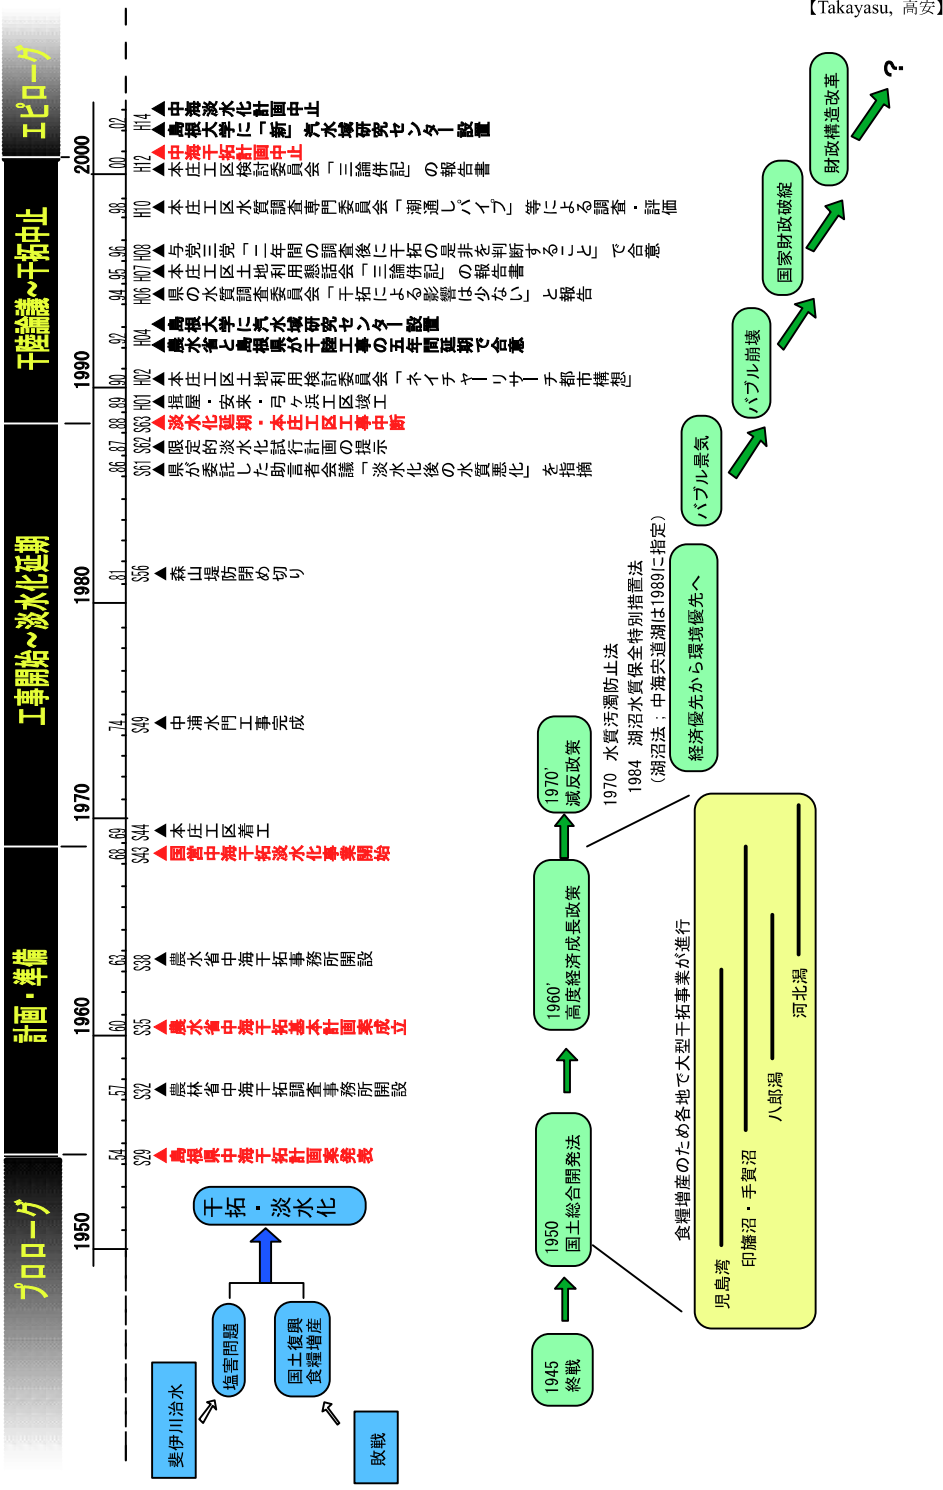 【Takayasu, 高安】
プロローグ
計画・準備
工事開始～淡水化延期
干陸論議～干拓中止
エピローグ
1950
1960
1970
1980
1990
2000
54
S29
▲島根県中海干拓計画案発表
57
S32
▲農林省中海干拓調査事務所開設
60
S35
▲農水省中海干拓基本計画案成立
63
S38
▲農水省中海干拓事務所開設
68
S43
▲国営中海干拓淡水化事業開始
69
S44
▲本庄工区着工
74
S49
▲中浦水門工事完成
81
S56
▲森山堤防閉め切り
86
S61
▲県が委託した助言者会議「淡水化後の水質悪化」を指摘
87
S62
▲限定的淡水化試行計画の提示
88
S63
▲淡水化延期・本庄工区工事中断
89
H01
▲揖屋・安来・弓ヶ浜工区竣工
90
H02
▲本庄工区土地利用検討委員会「ネイチャーリサーチ都市構想」
92
H04
▲農水省と島根県が干陸工事の五年間延期で合意
▲島根大学に汽水域研究センター設置
94
H06
▲県の水質調査委員会「干拓による影響は少ない」と報告
95
H07
▲本庄工区土地利用懇話会「三論併記」の報告書
96
H08
▲与党三党「二年間の調査後に干拓の是非を判断すること」で合意
98
H10
▲本庄工区水質調査専門委員会「潮通しパイプ」等による調査・評価
00
H12
▲本庄工区検討委員会「三論併記」の報告書
▲中海干拓計画中止
02
H14
▲島根大学に「新」汽水域研究センター設置
▲中海淡水化計画中止
斐伊川治水
敗戦
塩害問題
国土復興
食糧増産
干拓・淡水化
1945
終戦
1950
国土総合開発法
1960'
高度経済成長政策
1970'
減反政策
1970 水質汚濁防止法
1984 湖沼水質保全特別措置法
（湖沼法；中海宍道湖は1989に指定）
経済優先から環境優先へ
バブル景気
バブル崩壊
国家財政破綻
財政構造改革
？
食糧増産のため各地で大型干拓事業が進行
児島湾
印旛沼・手賀沼
八郎潟
河北潟